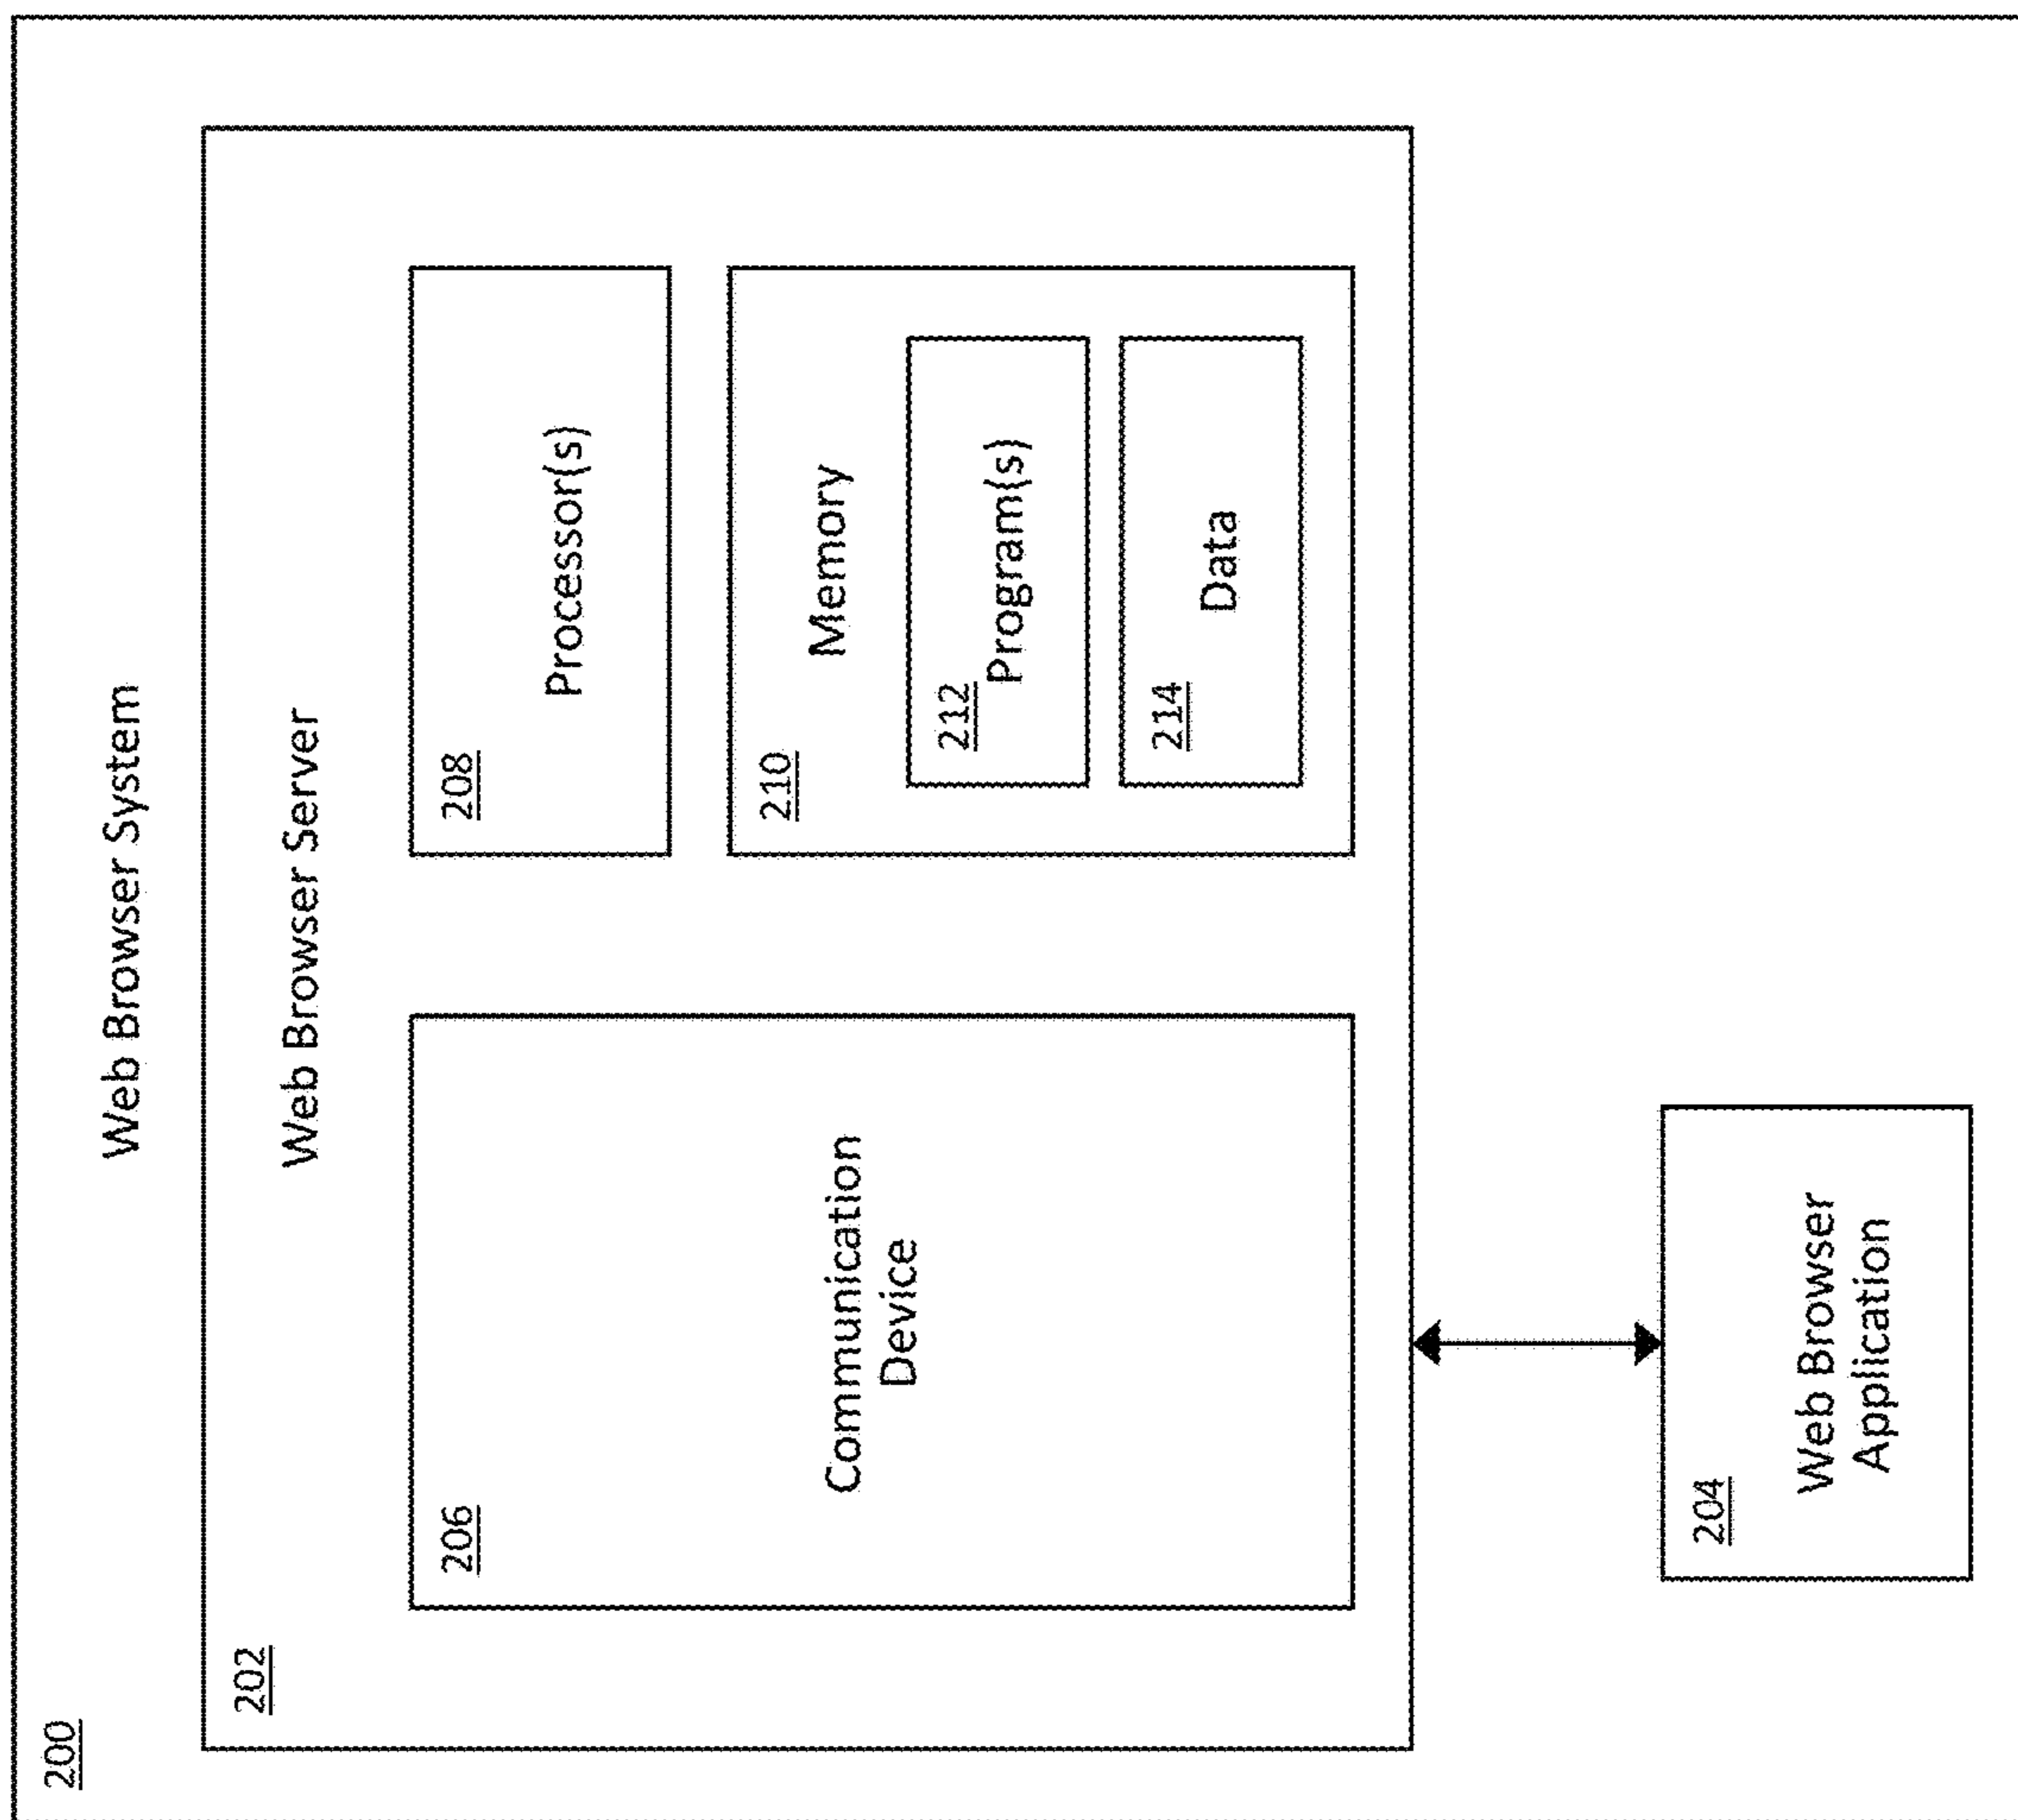 200
Web Browser System
202
Web Browser Server
206
Communication
Device
208
Processor(s)
210
Memory
212
Program(s)
214
Data
204
Web Browser
Application